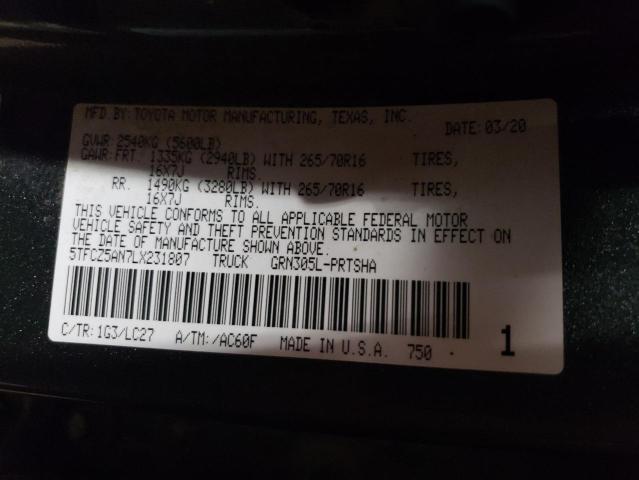 MFD.BY:TOYOTA MOTOR MANUFACTURING, TEXAS, INC.
DATE:03/20
GVWR:2540KG (5600LB)
GAWR:FRT. 1335KG (2940LB) WITH 265/70R16 TIRES,
16X7J RIMS.
RR. 1490KG (3280LB) WITH 265/70R16 TIRES,
16X7J RIMS.
THIS VEHICLE CONFORMS TO ALL APPLICABLE FEDERAL MOTOR
VEHICLE SAFETY AND THEFT PREVENTION STANDARDS IN EFFECT ON
THE DATE OF MANUFACTURE SHOWN ABOVE.
5TFCZ5AN7LX231807 TRUCK GRN305L-PRTSHA
C/TR:1G3/LC27 A/TM:/AC60F MADE IN U.S.A. 750 1